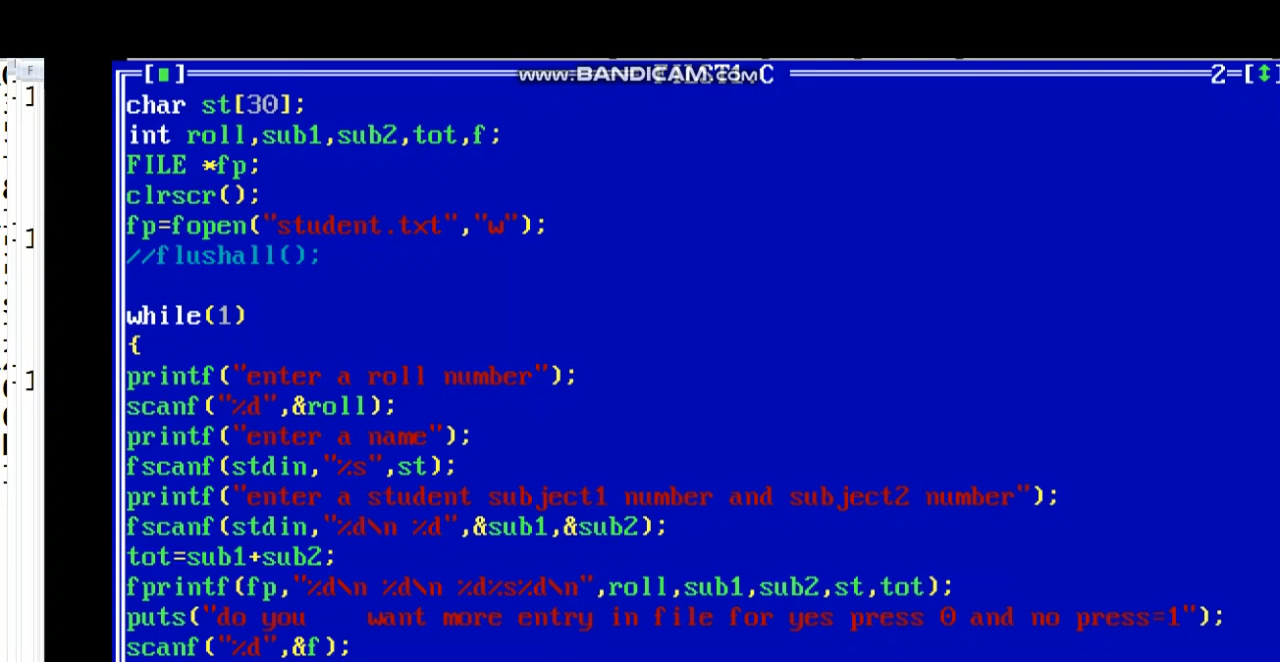 www.BANDICAM.COM
2=[↕]
char st[30];
int roll,sub1,sub2,tot,f;
FILE *fp;
clrscr();
fp=fopen("student.txt","w");
//flushall();
while(1)
{
printf("enter a roll number");
scanf("%d",&roll);
printf("enter a name");
fscanf(stdin,"%s",st);
printf("enter a student subject1 number and subject2 number");
fscanf(stdin,"%d\n %d",&sub1,&sub2);
tot=sub1+sub2;
fprintf(fp,"%d\n %d\n %d%s%d\n",roll,sub1,sub2,st,tot);
puts("do you    want more entry in file for yes press 0 and no press=1");
scanf("%d",&f);